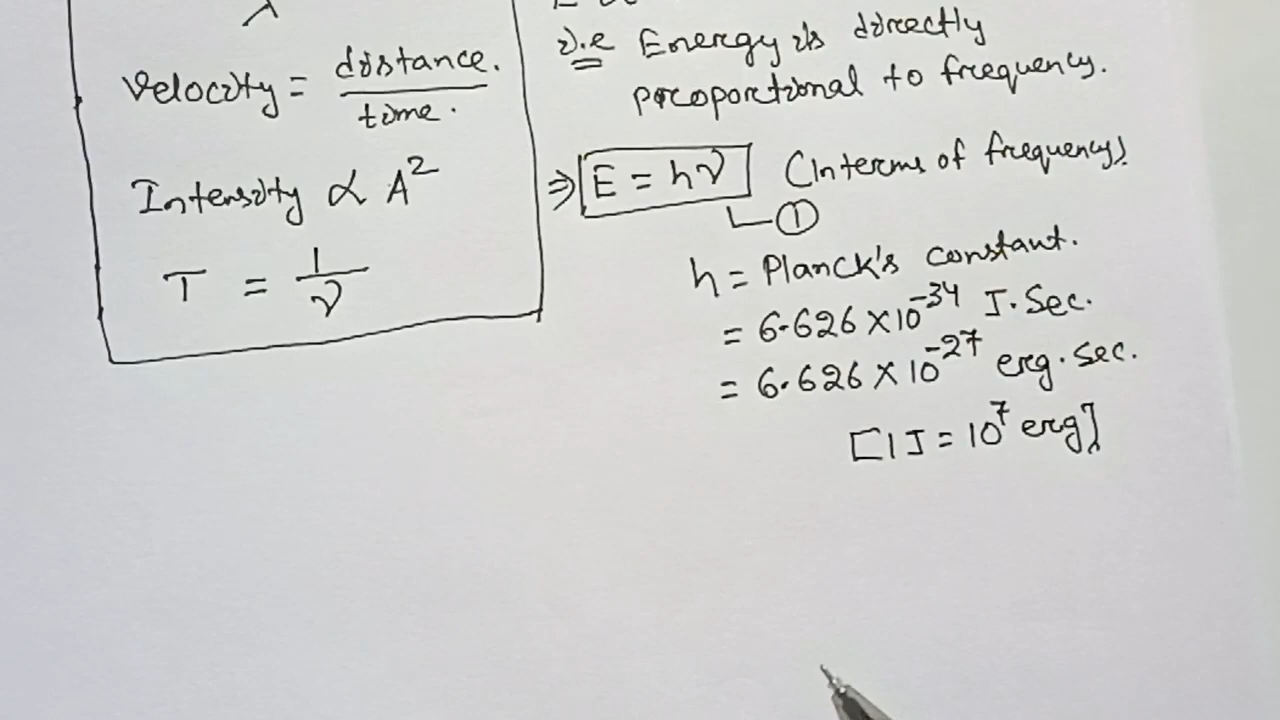 λ
Velocity = distance. / time.
Intensity ∝ A²
T = 1/ν
i.e Energy is directly
proportional to frequency.
⇒ E = hν (In terms of frequency).
①
h = Planck's constant.
= 6.626 × 10⁻³⁴ J. Sec.
= 6.626 × 10⁻²⁷ erg. sec.
[1 J = 10⁷ erg]